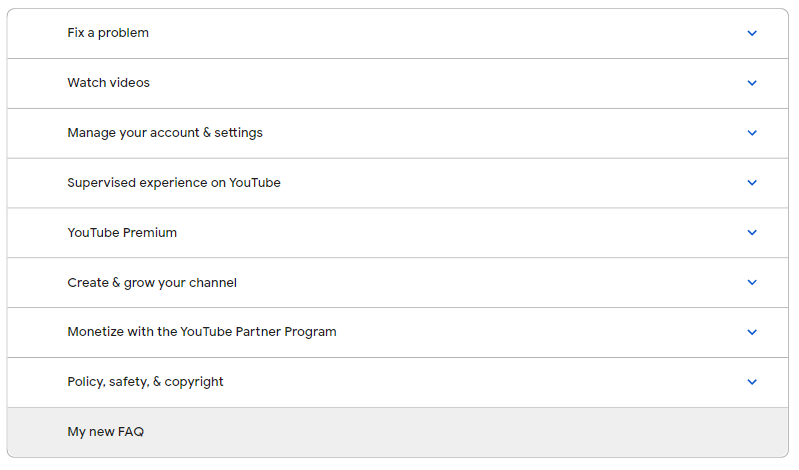 Fix a problem
Watch videos
Manage your account & settings
Supervised experience on YouTube
YouTube Premium
Create & grow your channel
Monetize with the YouTube Partner Program
Policy, safety, & copyright
My new FAQ